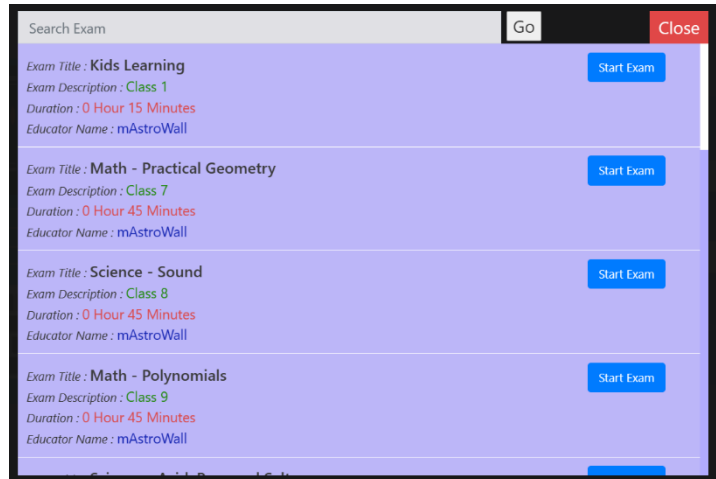 Search Exam Go Close
Exam Title : Kids Learning Start Exam
Exam Description : Class 1
Duration : 0 Hour 15 Minutes
Educator Name : mAstroWall
Exam Title : Math - Practical Geometry Start Exam
Exam Description : Class 7
Duration : 0 Hour 45 Minutes
Educator Name : mAstroWall
Exam Title : Science - Sound Start Exam
Exam Description : Class 8
Duration : 0 Hour 45 Minutes
Educator Name : mAstroWall
Exam Title : Math - Polynomials Start Exam
Exam Description : Class 9
Duration : 0 Hour 45 Minutes
Educator Name : mAstroWall